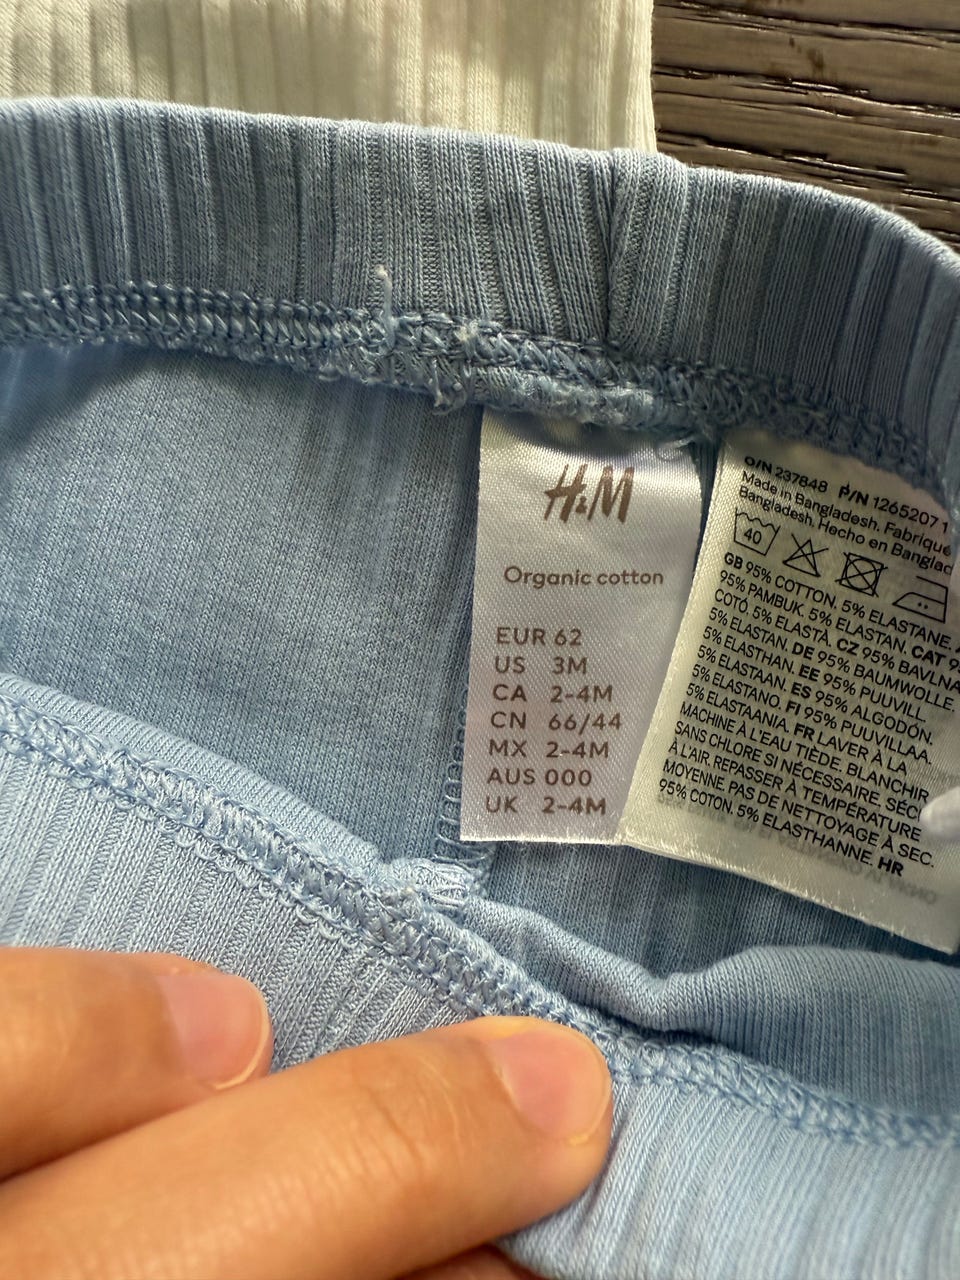 H&M
Organic cotton
EUR 62
US 3M
CA 2-4M
CN 66/44
MX 2-4M
AUS 000
UK 2-4M
O/N 237848 P/N 1265207 1
Made in Bangladesh. Fabriqué
Bangladesh. Hecho en
40
GB 95% COTTON. 5% ELASTANE.
95% PAMBUK. 5% ELASTAN. CAT
COTÓ. 5% ELASTÀ. CZ 95% BAVLNA
5% ELASTAN. DE 95% BAUMWOLLE.
5% ELASTHAN. EE 95% PUUVILL.
5% ELASTAAN. ES 95% ALGODÓN.
5% ELASTANO. FI 95% PUUVILLAA.
5% ELASTAANIA. FR LAVER À LA
MACHINE À L'EAU TIÈDE. BLANCHIR
SANS CHLORE SI NÉCESSAIRE.
À L'AIR. REPASSER À TEMPÉRATURE
MOYENNE. PAS DE NETTOYAGE À SEC.
95% COTON. 5% ELASTHANNE. HR